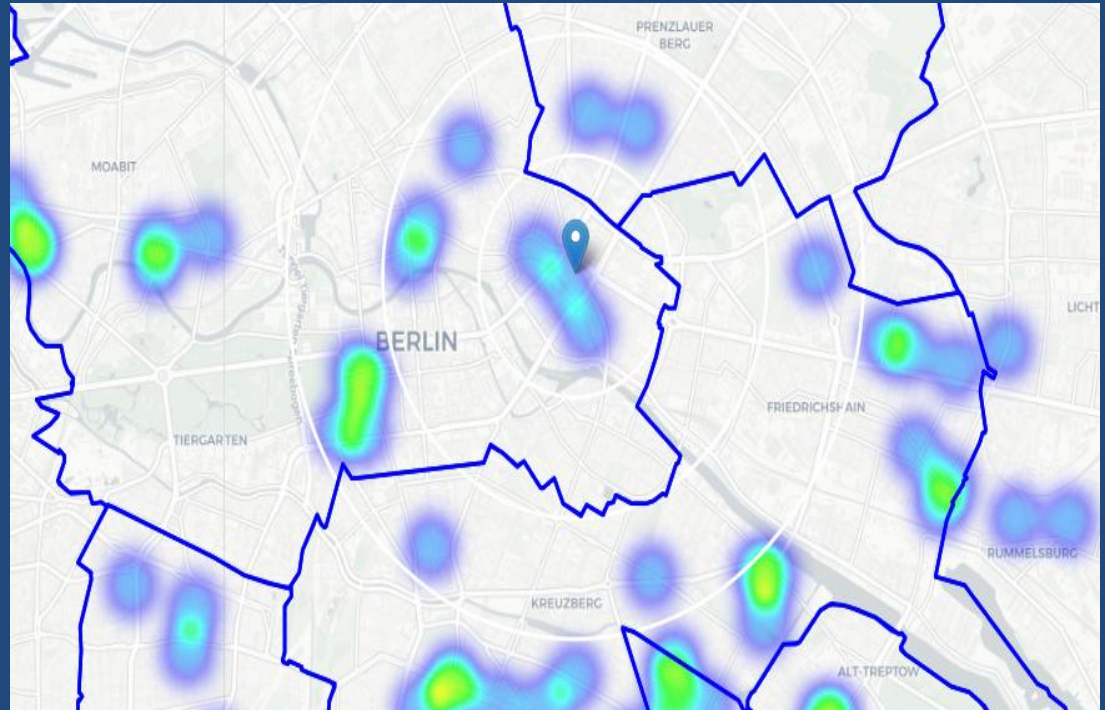 PRENZLAUER
BERG
MOABIT
LICHT
BERLIN
FRIEDRICHSHAIN
TIERGARTEN
RUMMELSBURG
KREUZBERG
ALT-TREPTOW